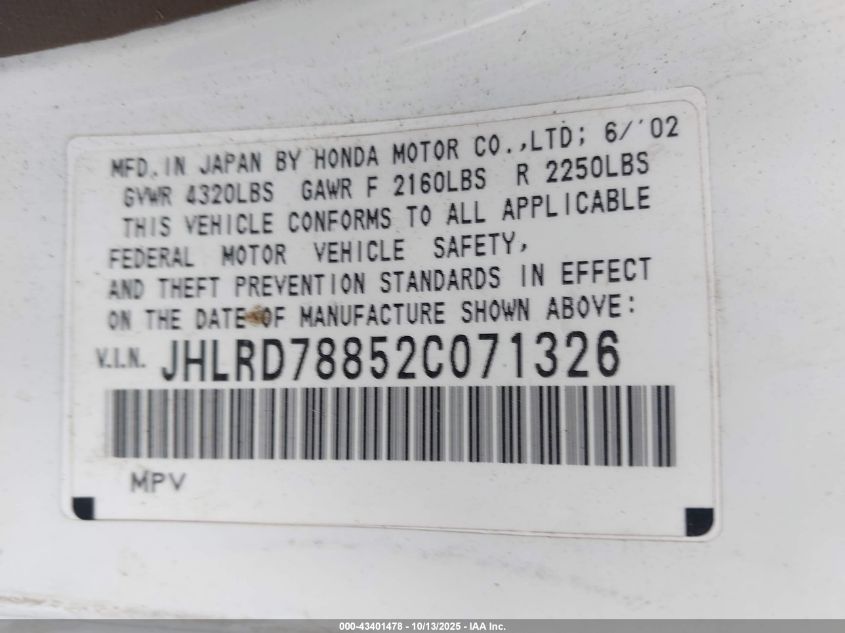 MFD. IN JAPAN BY HONDA MOTOR CO.,LTD; 6/'02
GVWR 4320LBS GAWR F 2160LBS R 2250LBS
THIS VEHICLE CONFORMS TO ALL APPLICABLE
FEDERAL MOTOR VEHICLE SAFETY,
AND THEFT PREVENTION STANDARDS IN EFFECT
ON THE DATE OF MANUFACTURE SHOWN ABOVE:
V.I.N. JHLRD78852C071326
MPV
000-43401478 - 10/13/2025 - IAA Inc.